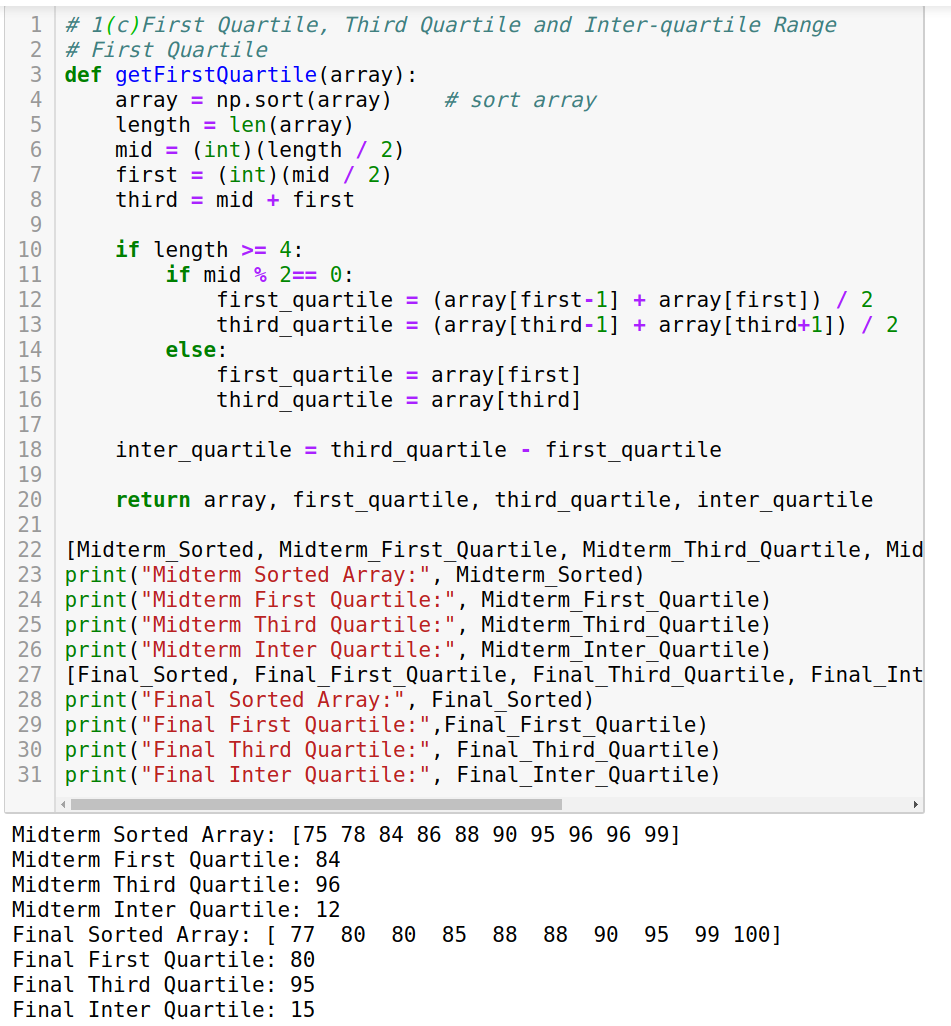 1 # 1(c)First Quartile, Third Quartile and Inter-quartile Range
2 # First Quartile
3 def getFirstQuartile(array):
4     array = np.sort(array)    # sort array
5     length = len(array)
6     mid = (int)(length / 2)
7     first = (int)(mid / 2)
8     third = mid + first
9
10     if length >= 4:
11         if mid % 2== 0:
12             first_quartile = (array[first-1] + array[first]) / 2
13             third_quartile = (array[third-1] + array[third+1]) / 2
14         else:
15             first_quartile = array[first]
16             third_quartile = array[third]
17
18     inter_quartile = third_quartile - first_quartile
19
20     return array, first_quartile, third_quartile, inter_quartile
21
22 [Midterm_Sorted, Midterm_First_Quartile, Midterm_Third_Quartile, Mid
23 print("Midterm Sorted Array:", Midterm_Sorted)
24 print("Midterm First Quartile:", Midterm_First_Quartile)
25 print("Midterm Third Quartile:", Midterm_Third_Quartile)
26 print("Midterm Inter Quartile:", Midterm_Inter_Quartile)
27 [Final_Sorted, Final_First_Quartile, Final_Third_Quartile, Final_Int
28 print("Final Sorted Array:", Final_Sorted)
29 print("Final First Quartile:",Final_First_Quartile)
30 print("Final Third Quartile:", Final_Third_Quartile)
31 print("Final Inter Quartile:", Final_Inter_Quartile)
Midterm Sorted Array: [75 78 84 86 88 90 95 96 96 99]
Midterm First Quartile: 84
Midterm Third Quartile: 96
Midterm Inter Quartile: 12
Final Sorted Array: [ 77  80  80  85  88  88  90  95  99 100]
Final First Quartile: 80
Final Third Quartile: 95
Final Inter Quartile: 15